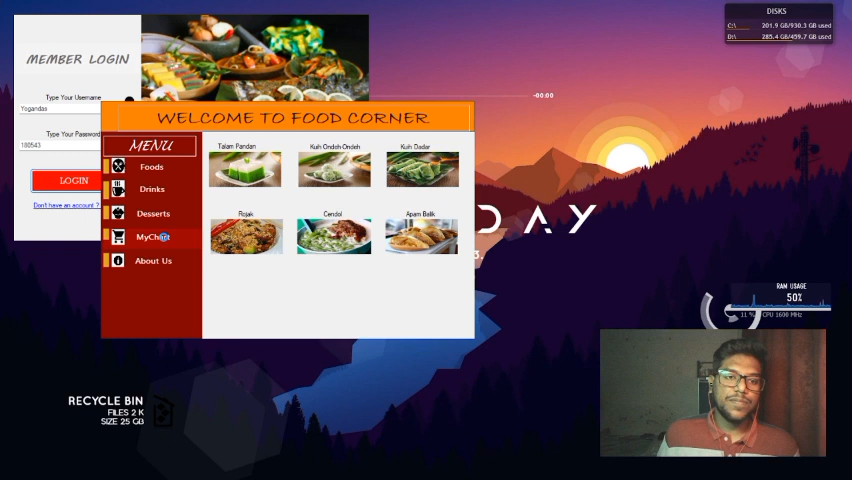 DISKS
C:\ 201.9 GB/930.3 GB used
D:\ 285.4 GB/459.7 GB used
MEMBER LOGIN
Type Your Username
Yogandas
Type Your Password
180543
LOGIN
Don't have an account ?
-00:00
WELCOME TO FOOD CORNER
MENU
Foods
Drinks
Desserts
MyChart
About Us
Talam Pandan
Kuih Ondeh-Ondeh
Kuih Dadar
Rojak
Cendol
Apam Balik
DAY
3.
RAM USAGE
50%
11 %
CPU 1600 MHz
RECYCLE BIN
FILES 2 K
SIZE 25 GB